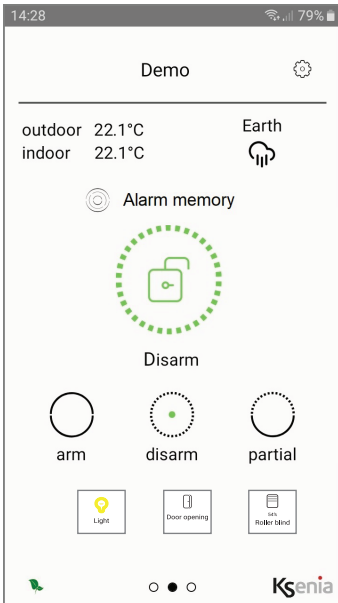 14:28 79%
Demo
outdoor 22.1°C Earth
indoor 22.1°C
Alarm memory
Disarm
arm disarm partial
Light Door opening 54% Roller blind
Ksenia